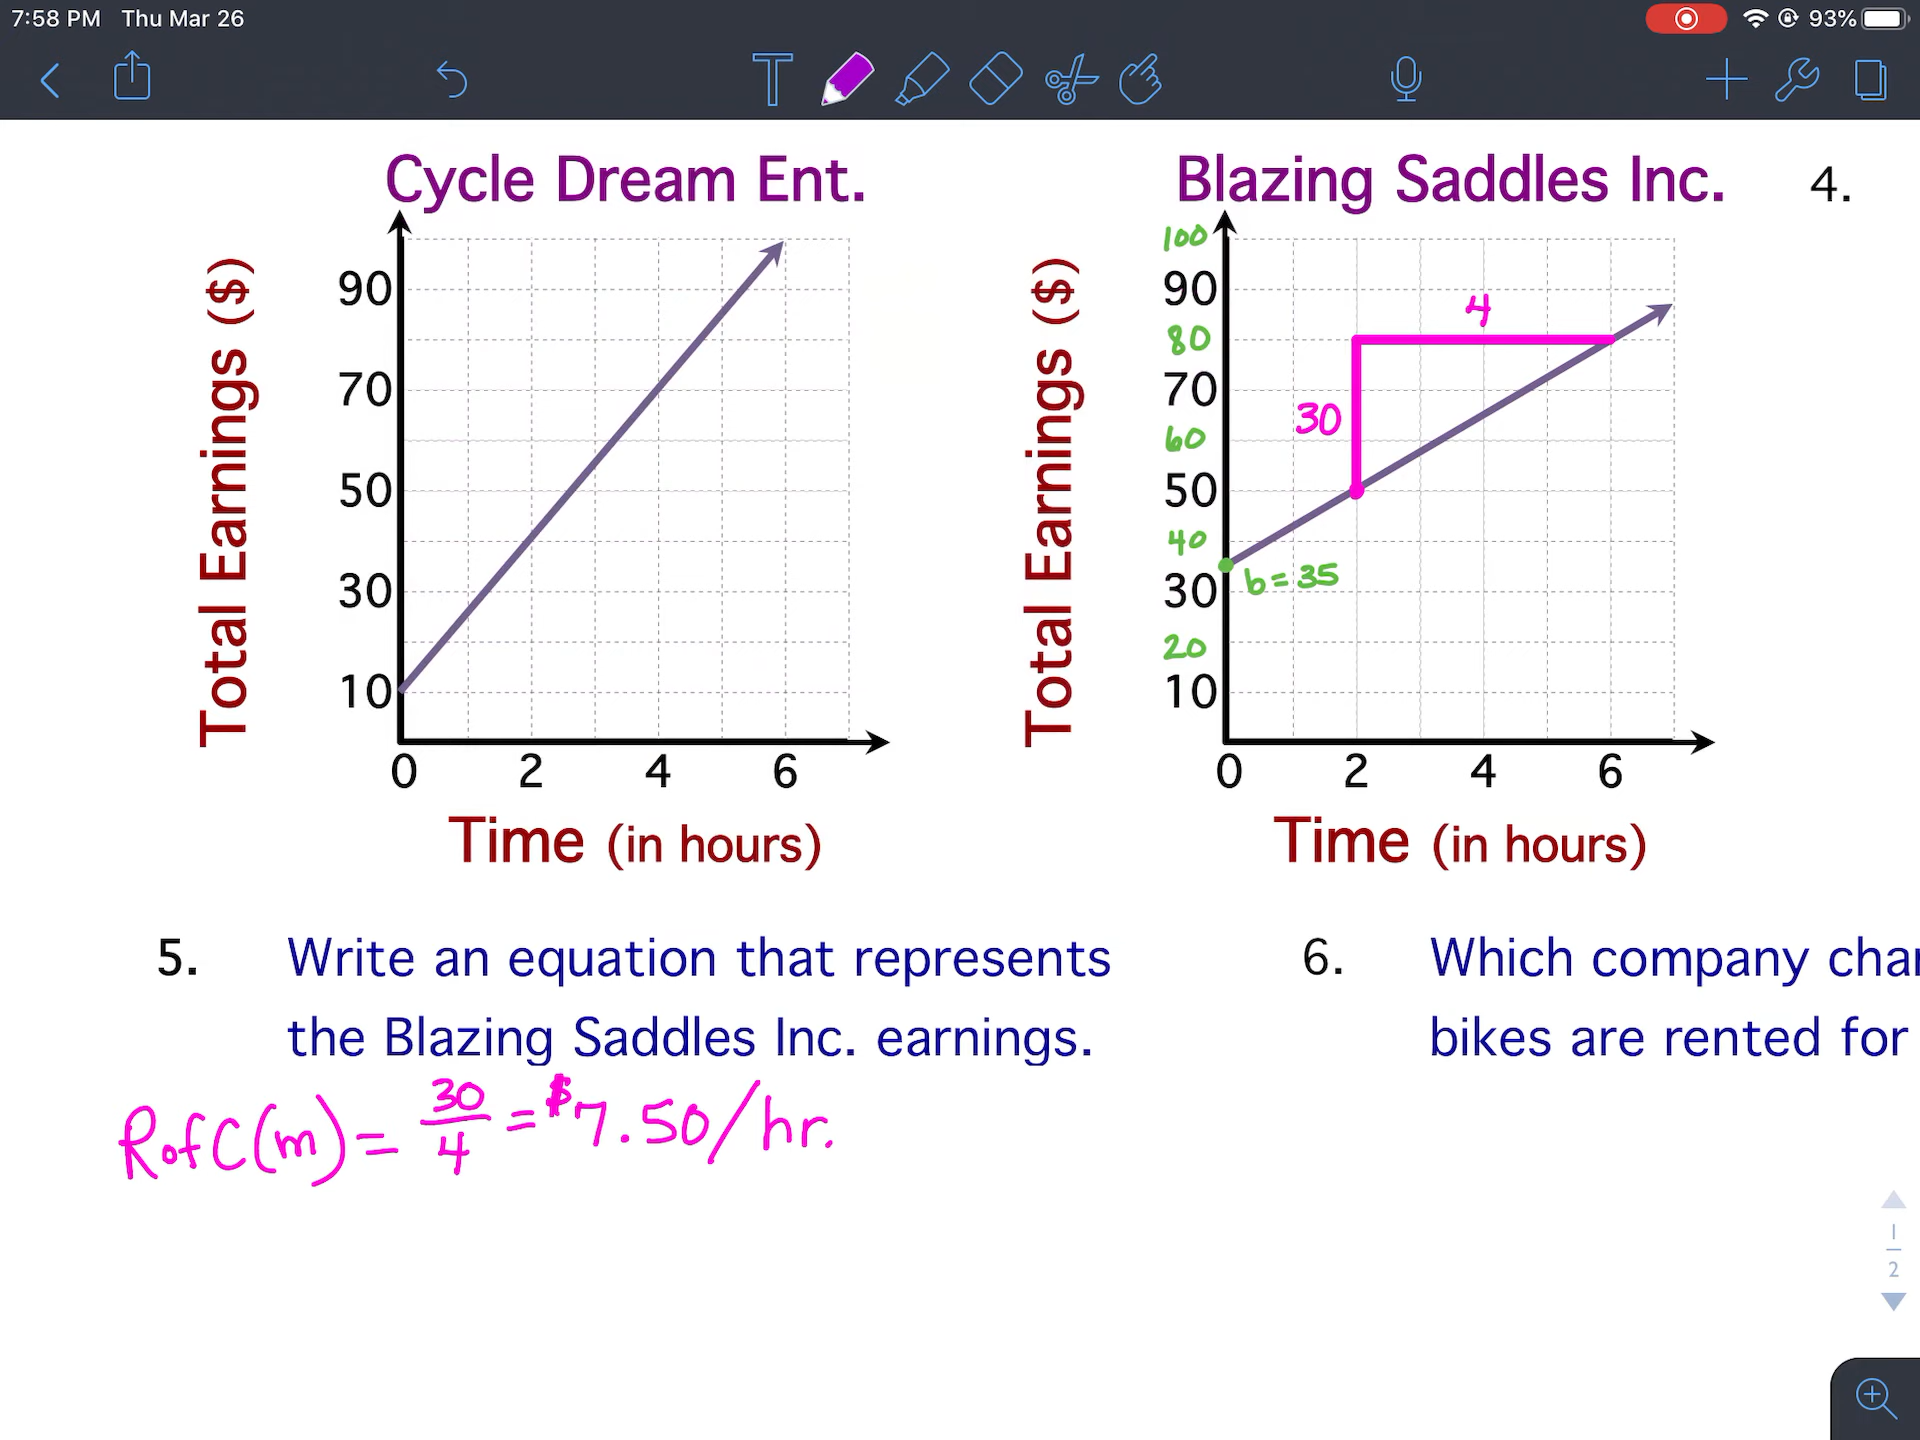 7:58 PM Thu Mar 26
93%
T
Cycle Dream Ent.
Total Earnings ($)
90
70
50
30
10
0 2 4 6
Time (in hours)
Blazing Saddles Inc.
Total Earnings ($)
100
90
80
70
60
50
40
30
20
10
4
30
b = 35
0 2 4 6
Time (in hours)
4.
5. Write an equation that represents
the Blazing Saddles Inc. earnings.
RofC(m) = 30/4 = $7.50/hr.
6. Which company
bikes are rented for
1
2